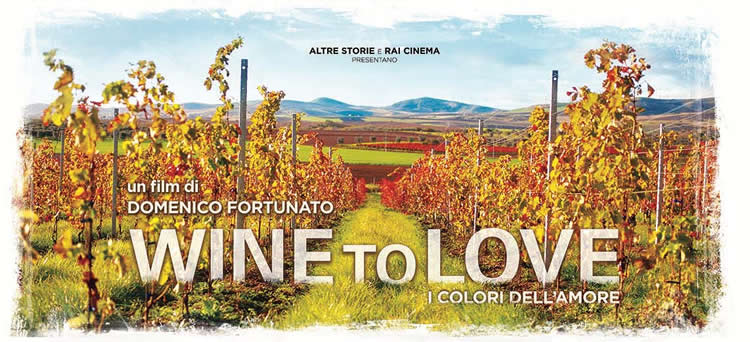 ALTRE STORIE E RAI CINEMA
PRESENTANO
un film di
DOMENICO FORTUNATO
WINE TO LOVE
I COLORI DELL'AMORE